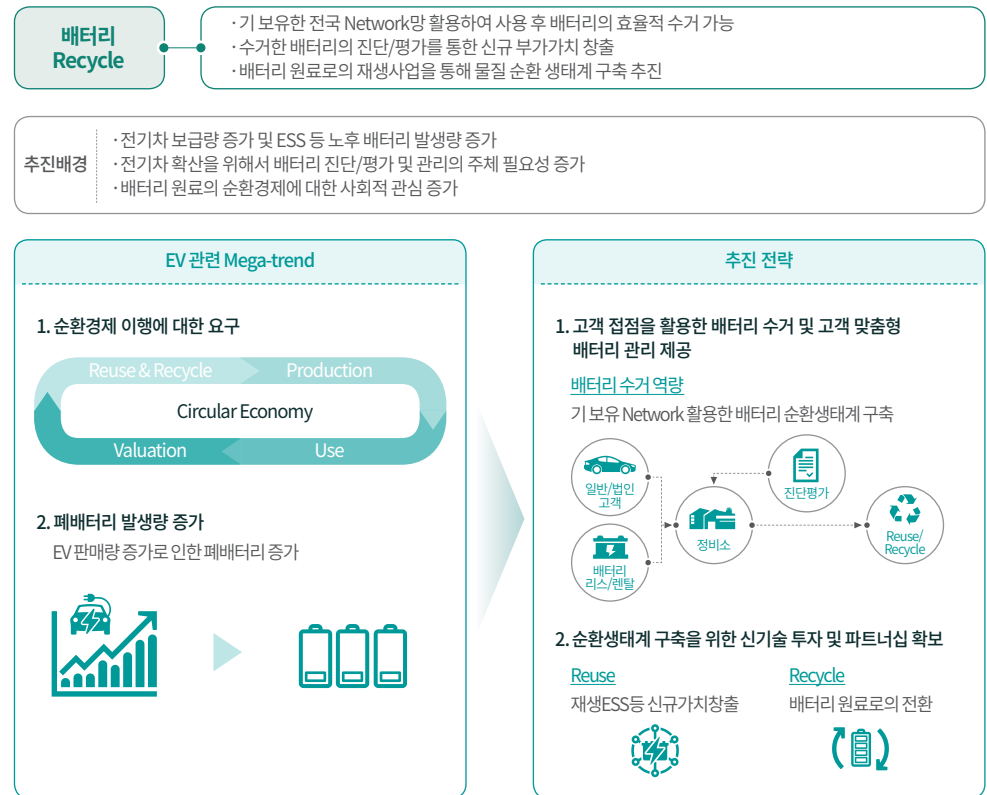 배터리
Recycle
· 기 보유한 전국 Network망 활용하여 사용 후 배터리의 효율적 수거 가능
· 수거한 배터리의 진단/평가를 통한 신규 부가가치 창출
· 배터리 원료로의 재생사업을 통해 물질 순환 생태계 구축 추진
추진배경
· 전기차 보급량 증가 및 ESS 등 노후 배터리 발생량 증가
· 전기차 확산을 위해서 배터리 진단/평가 및 관리의 주체 필요성 증가
· 배터리 원료의 순환경제에 대한 사회적 관심 증가
EV 관련 Mega-trend
1. 순환경제 이행에 대한 요구
Reuse & Recycle
Production
Circular Economy
Valuation
Use
2. 폐배터리 발생량 증가
EV 판매량 증가로 인한 폐배터리 증가
추진 전략
1. 고객 접점을 활용한 배터리 수거 및 고객 맞춤형
배터리 관리 제공
배터리 수거 역량
기 보유 Network 활용한 배터리 순환생태계 구축
일반/법인
고객
진단평가
정비소
Reuse/
Recycle
배터리
리스/렌탈
2. 순환생태계 구축을 위한 신기술 투자 및 파트너십 확보
Reuse
재생ESS등 신규가치창출
Recycle
배터리 원료로의 전환